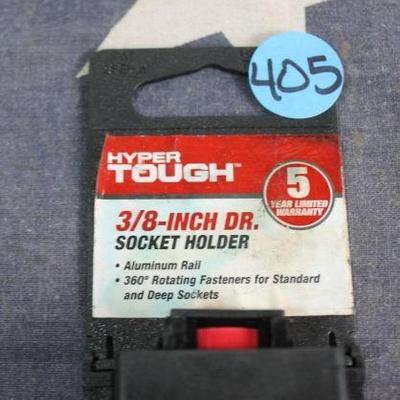 405
HYPER
TOUGH™
5
YEAR LIMITED
WARRANTY
3/8-INCH DR.
SOCKET HOLDER
• Aluminum Rail
• 360° Rotating Fasteners for Standard
and Deep Sockets